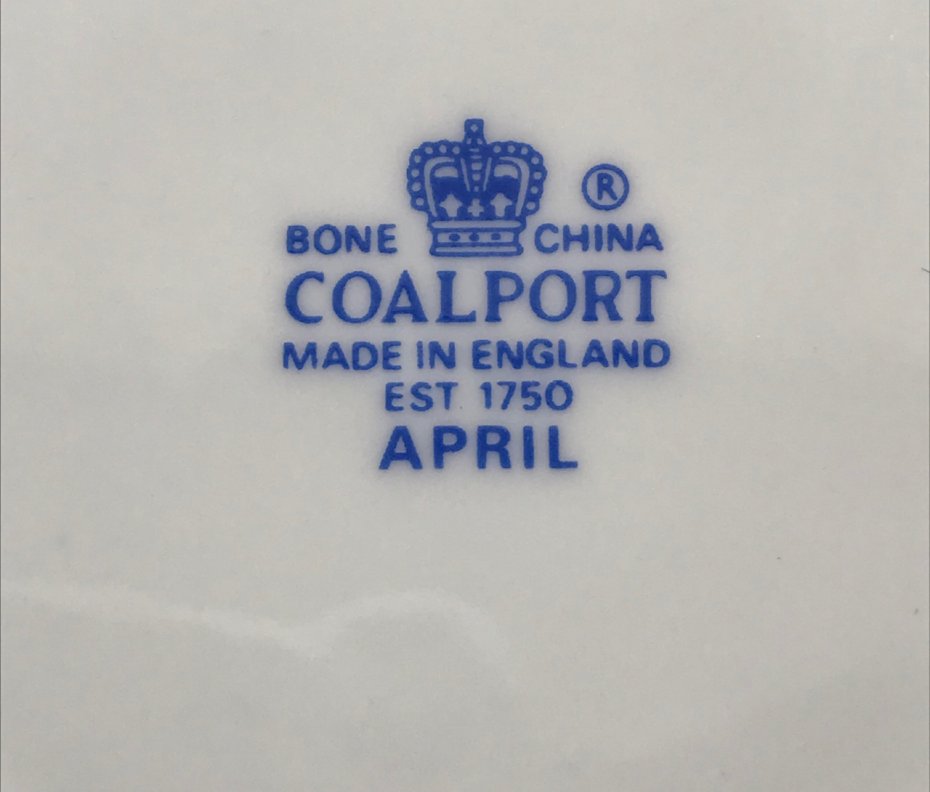 ®
BONE CHINA
COALPORT
MADE IN ENGLAND
EST 1750
APRIL